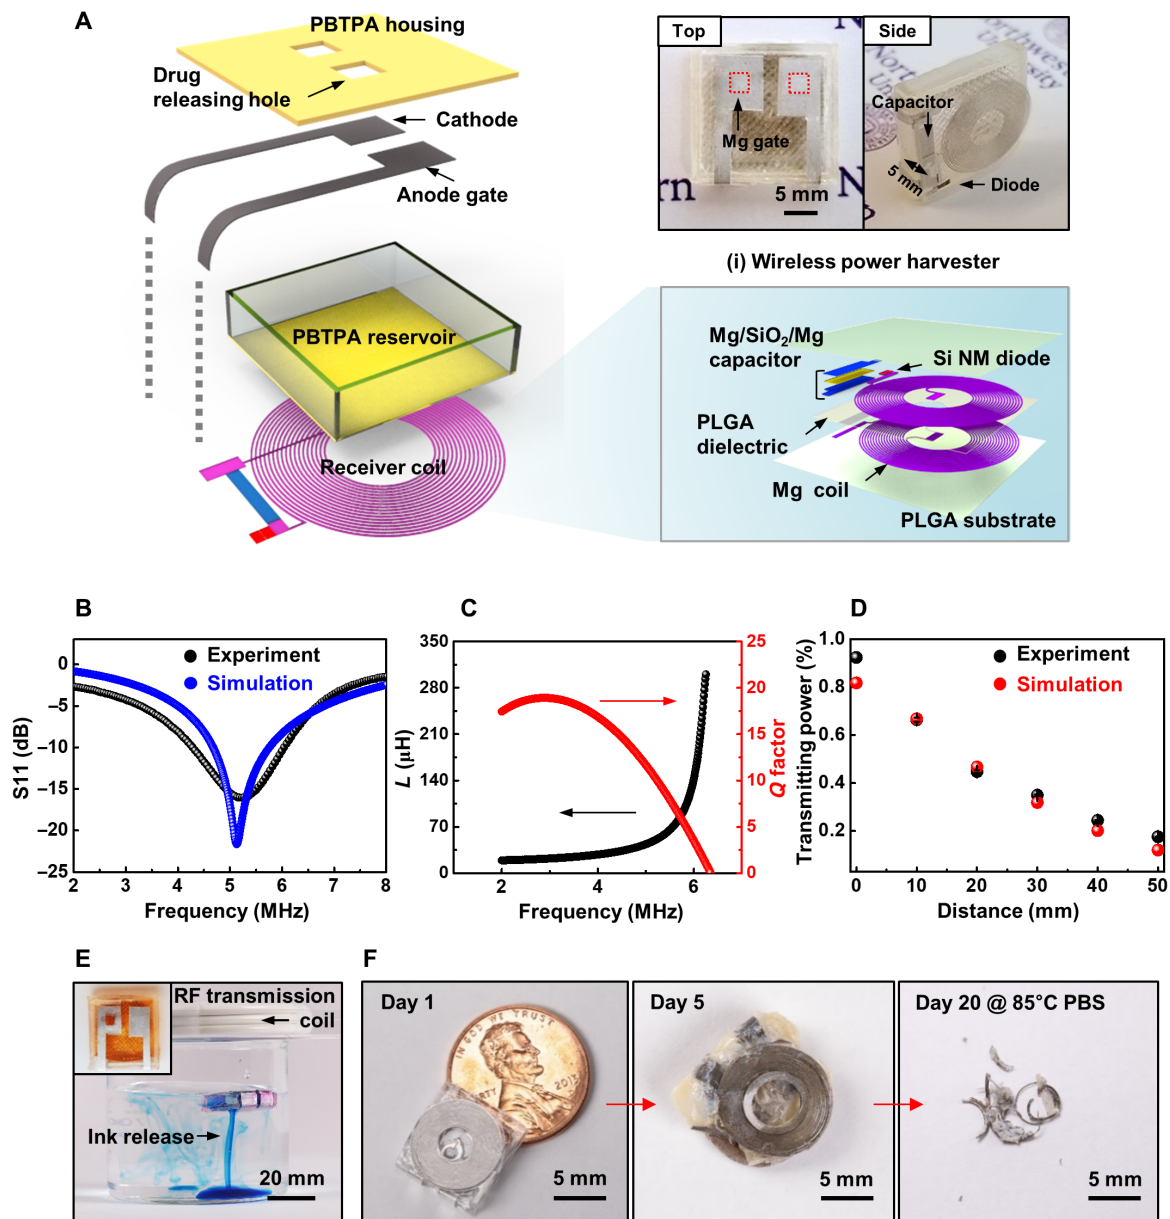 A
PBTPA housing
Drug
releasing hole
Cathode
Anode gate
PBTPA reservoir
Receiver coil
Top
Mg gate
5 mm
Side
Capacitor
5 mm
Diode
(i) Wireless power harvester
Mg/SiO₂/Mg
capacitor
Si NM diode
PLGA
dielectric
Mg coil
PLGA substrate
B
Experiment
Simulation
S11 (dB)
0
–5
–10
–15
–20
–25
2 3 4 5 6 7 8
Frequency (MHz)
C
L (μH)
350
280
210
140
70
0
25
20
15
10
5
0
Q factor
2 4 6
Frequency (MHz)
D
Experiment
Simulation
Transmitting power (%)
1.0
0.8
0.6
0.4
0.2
0 10 20 30 40 50
Distance (mm)
E
RF transmission
coil
Ink release
20 mm
F
Day 1
IN GOD WE TRUST
5 mm
Day 5
5 mm
Day 20 @ 85°C PBS
5 mm